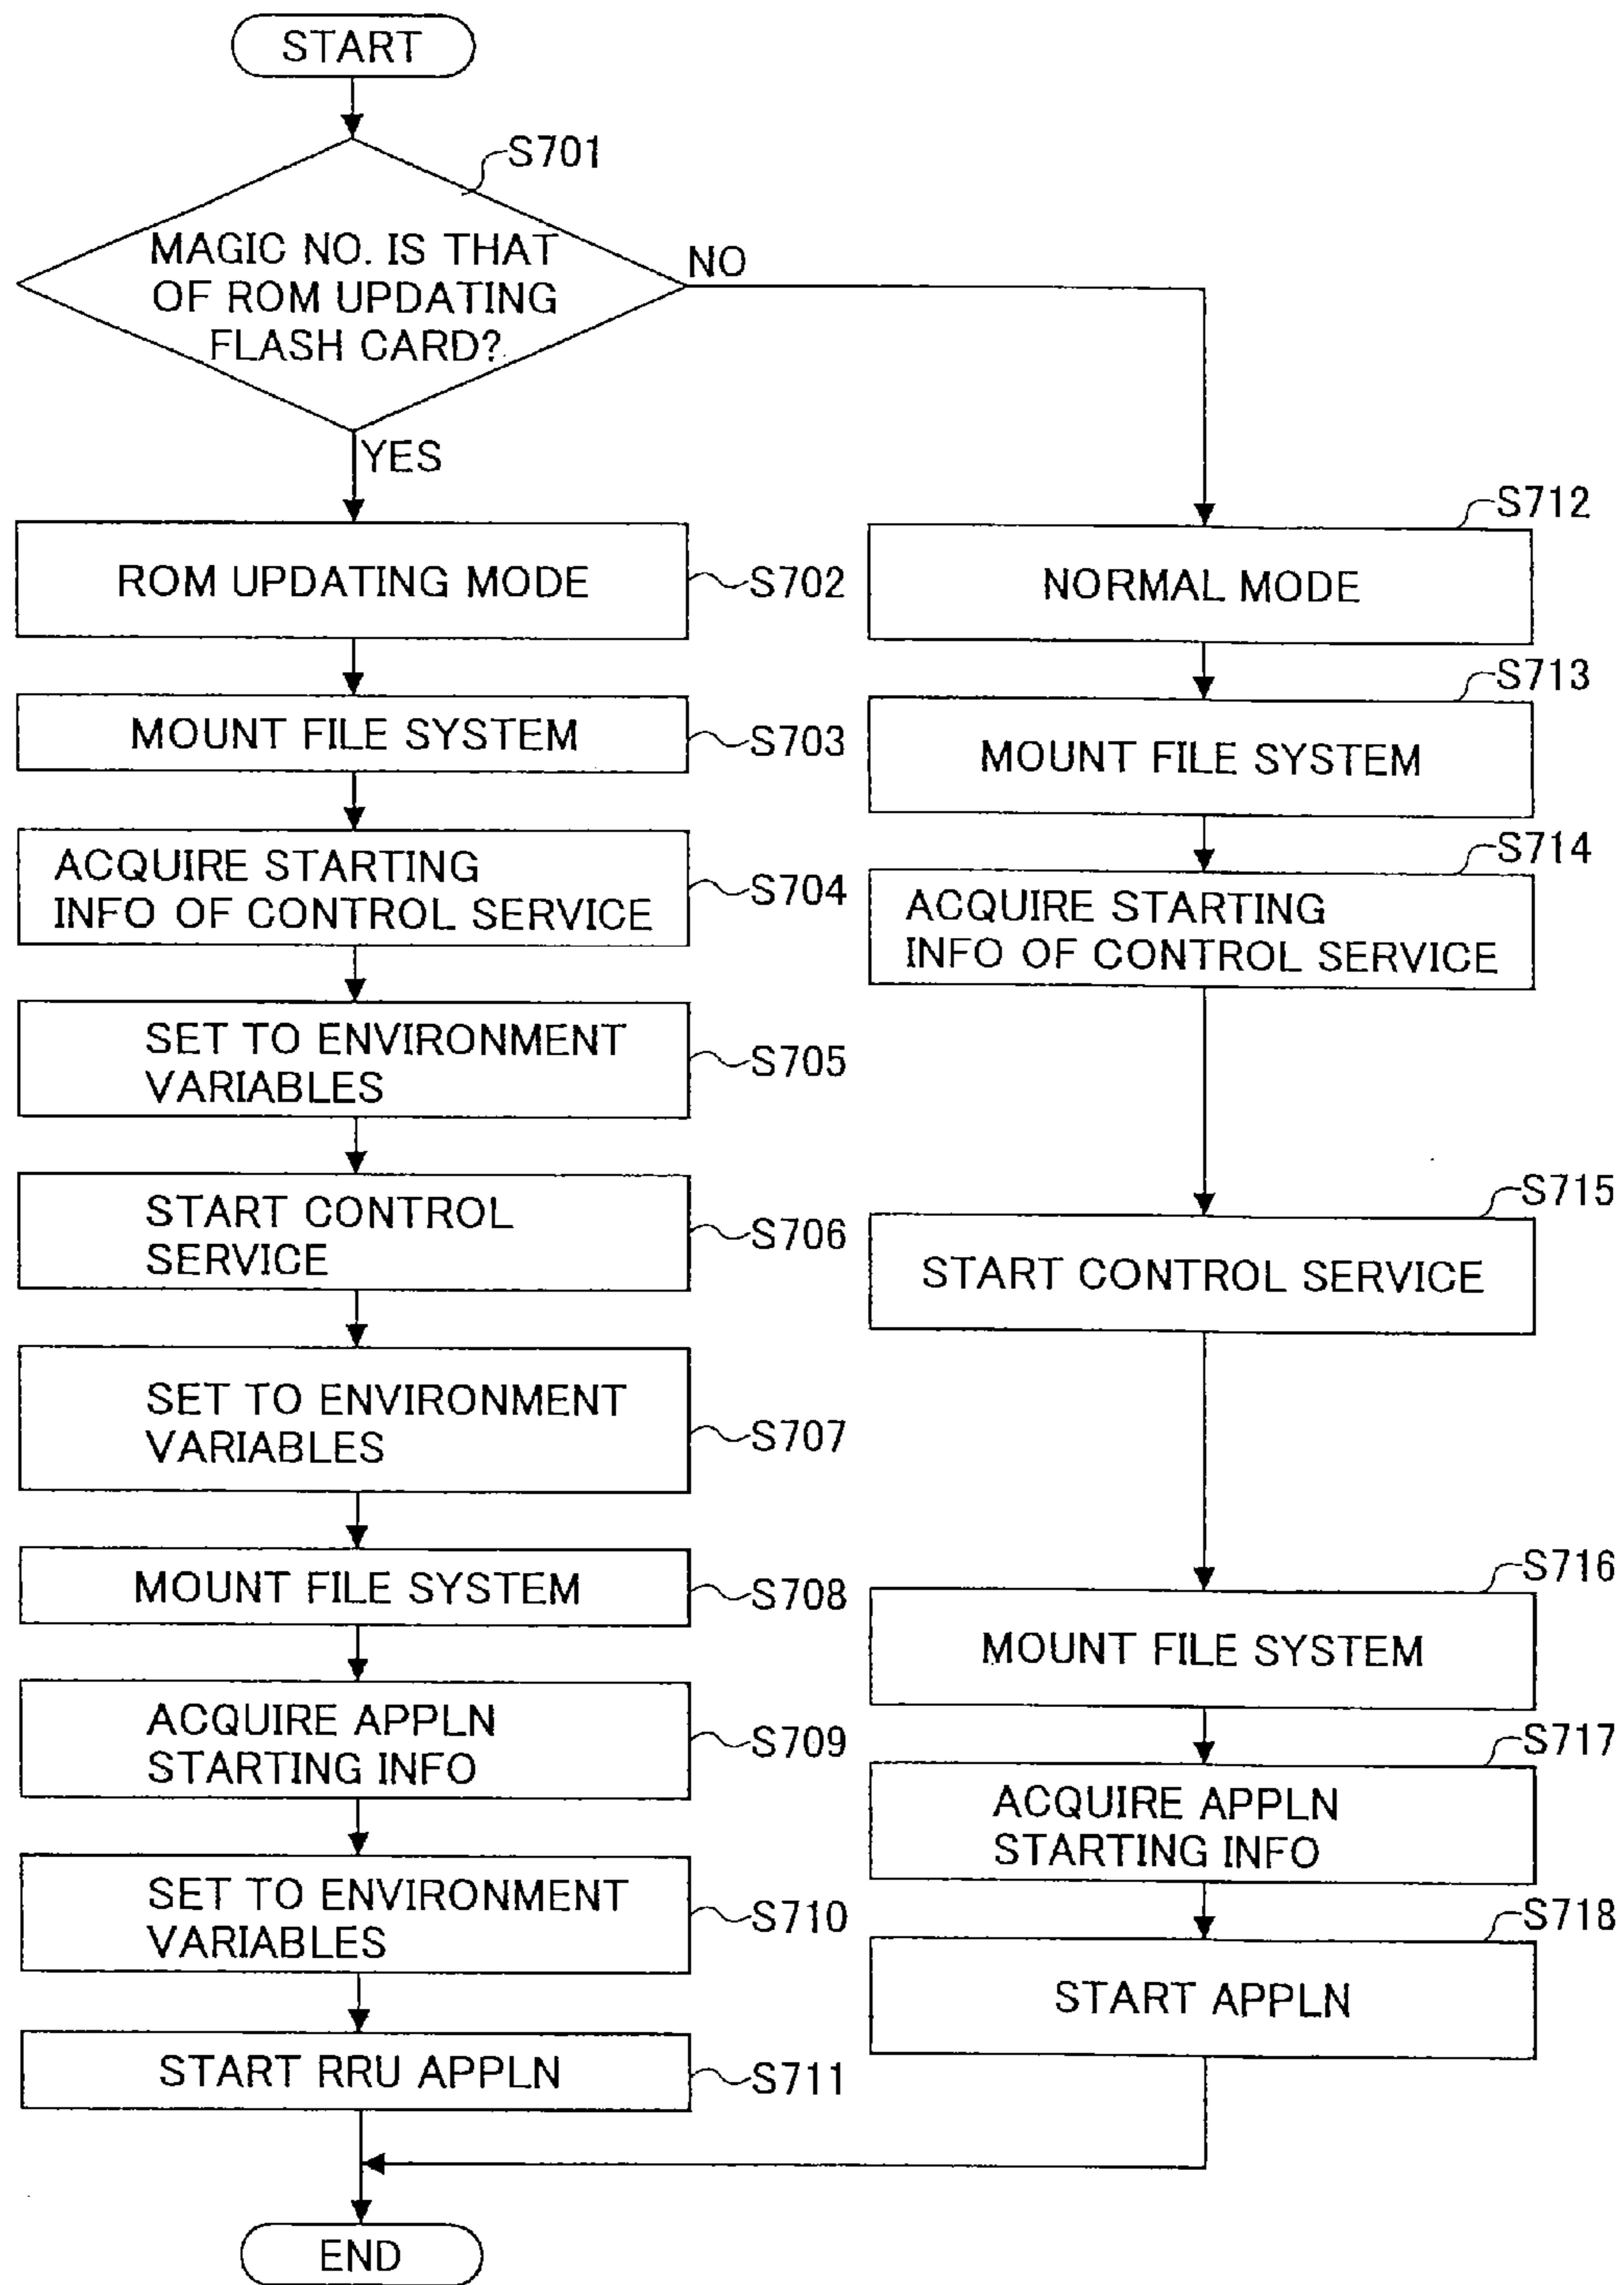 START
S701
MAGIC NO. IS THAT
OF ROM UPDATING
FLASH CARD?
NO
YES
ROM UPDATING MODE
S702
MOUNT FILE SYSTEM
S703
ACQUIRE STARTING
INFO OF CONTROL SERVICE
S704
SET TO ENVIRONMENT
VARIABLES
S705
START CONTROL
SERVICE
S706
SET TO ENVIRONMENT
VARIABLES
S707
MOUNT FILE SYSTEM
S708
ACQUIRE APPLN
STARTING INFO
S709
SET TO ENVIRONMENT
VARIABLES
S710
START RRU APPLN
S711
S712
NORMAL MODE
S713
MOUNT FILE SYSTEM
S714
ACQUIRE STARTING
INFO OF CONTROL SERVICE
S715
START CONTROL SERVICE
S716
MOUNT FILE SYSTEM
S717
ACQUIRE APPLN
STARTING INFO
S718
START APPLN
END